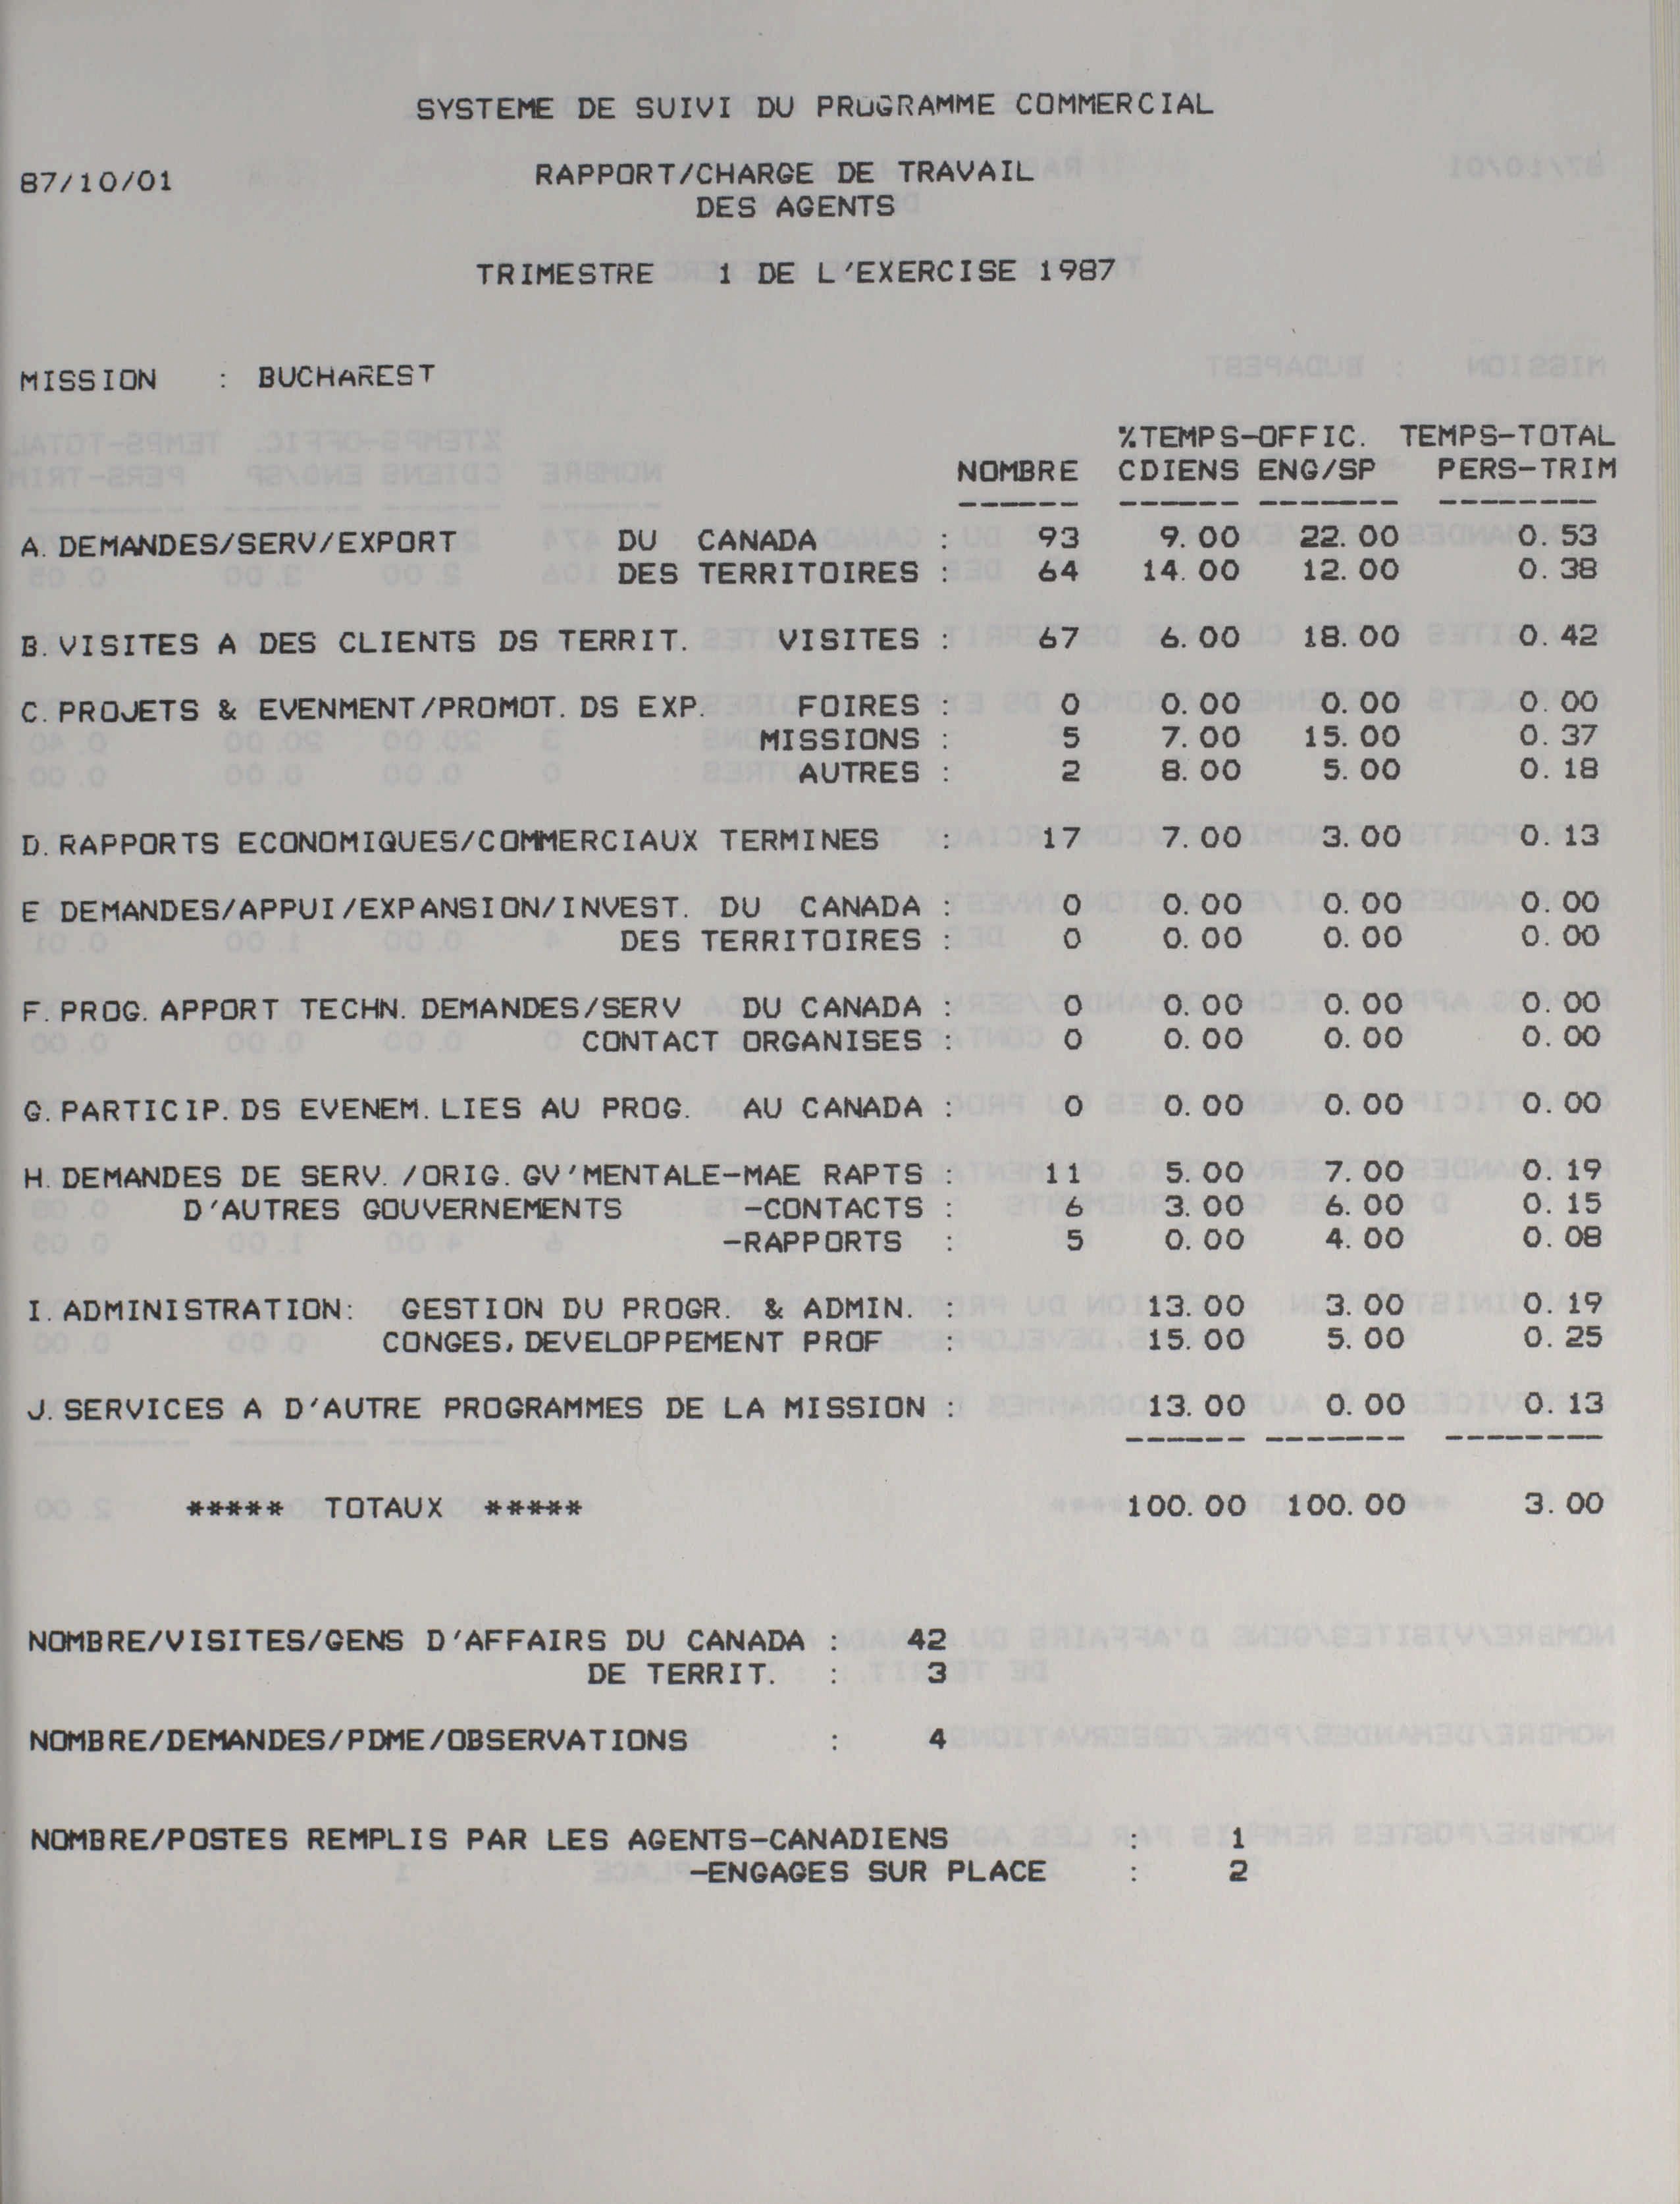 SYSTEME DE SUIVI DU PROGRAMME COMMERCIAL
87/10/01 RAPPORT/CHARGE DE TRAVAIL
DES AGENTS
TRIMESTRE 1 DE L'EXERCISE 1987
MISSION : BUCHAREST
%TEMPS-OFFIC. TEMPS-TOTAL
NOMBRE CDIENS ENG/SP PERS-TRIM
------ ------ ------- --------
A. DEMANDES/SERV/EXPORT DU CANADA : 93 9.00 22.00 0.53
DES TERRITOIRES : 64 14.00 12.00 0.38
B. VISITES A DES CLIENTS DS TERRIT. VISITES : 67 6.00 18.00 0.42
C. PROJETS & EVENMENT/PROMOT. DS EXP. FOIRES : 0 0.00 0.00 0.00
MISSIONS : 5 7.00 15.00 0.37
AUTRES : 2 8.00 5.00 0.18
D. RAPPORTS ECONOMIQUES/COMMERCIAUX TERMINES : 17 7.00 3.00 0.13
E DEMANDES/APPUI/EXPANSION/INVEST. DU CANADA : 0 0.00 0.00 0.00
DES TERRITOIRES : 0 0.00 0.00 0.00
F. PROG. APPORT TECHN. DEMANDES/SERV DU CANADA : 0 0.00 0.00 0.00
CONTACT ORGANISES : 0 0.00 0.00 0.00
G. PARTICIP. DS EVENEM. LIES AU PROG. AU CANADA : 0 0.00 0.00 0.00
H. DEMANDES DE SERV. /ORIG. GV'MENTALE-MAE RAPTS : 11 5.00 7.00 0.19
D'AUTRES GOUVERNEMENTS -CONTACTS : 6 3.00 6.00 0.15
-RAPPORTS : 5 0.00 4.00 0.08
I. ADMINISTRATION: GESTION DU PROGR. & ADMIN. : 13.00 3.00 0.19
CONGES, DEVELOPPEMENT PROF : 15.00 5.00 0.25
J. SERVICES A D'AUTRE PROGRAMMES DE LA MISSION : 13.00 0.00 0.13
------ ------- --------
***** TOTAUX ***** 100.00 100.00 3.00
NOMBRE/VISITES/GENS D'AFFAIRS DU CANADA : 42
DE TERRIT. : 3
NOMBRE/DEMANDES/PDME/OBSERVATIONS : 4
NOMBRE/POSTES REMPLIS PAR LES AGENTS-CANADIENS : 1
-ENGAGES SUR PLACE : 2